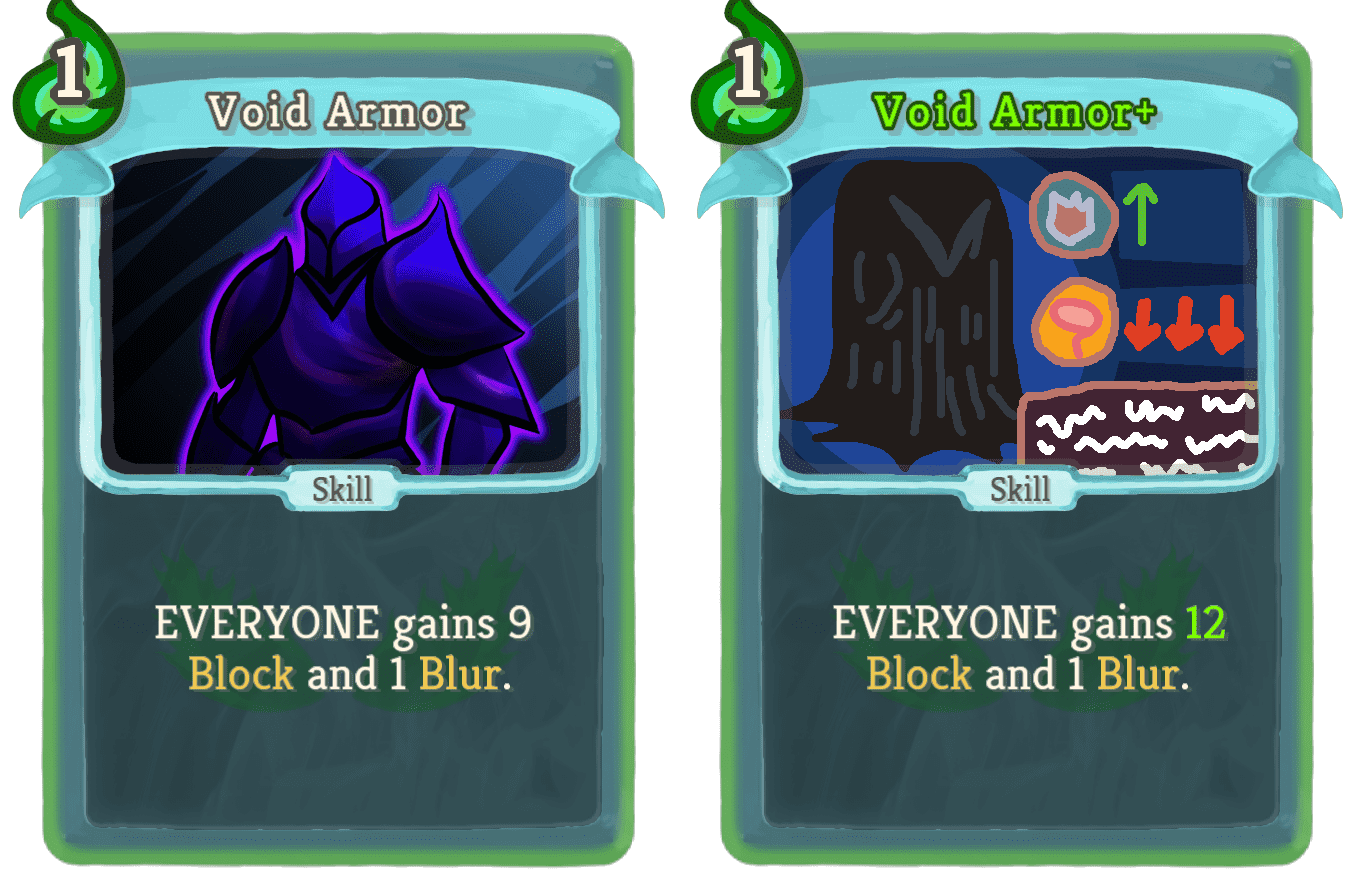 1
Void Armor
Skill
EVERYONE gains 9
Block and 1 Blur.
1
Void Armor+
Skill
EVERYONE gains 12
Block and 1 Blur.